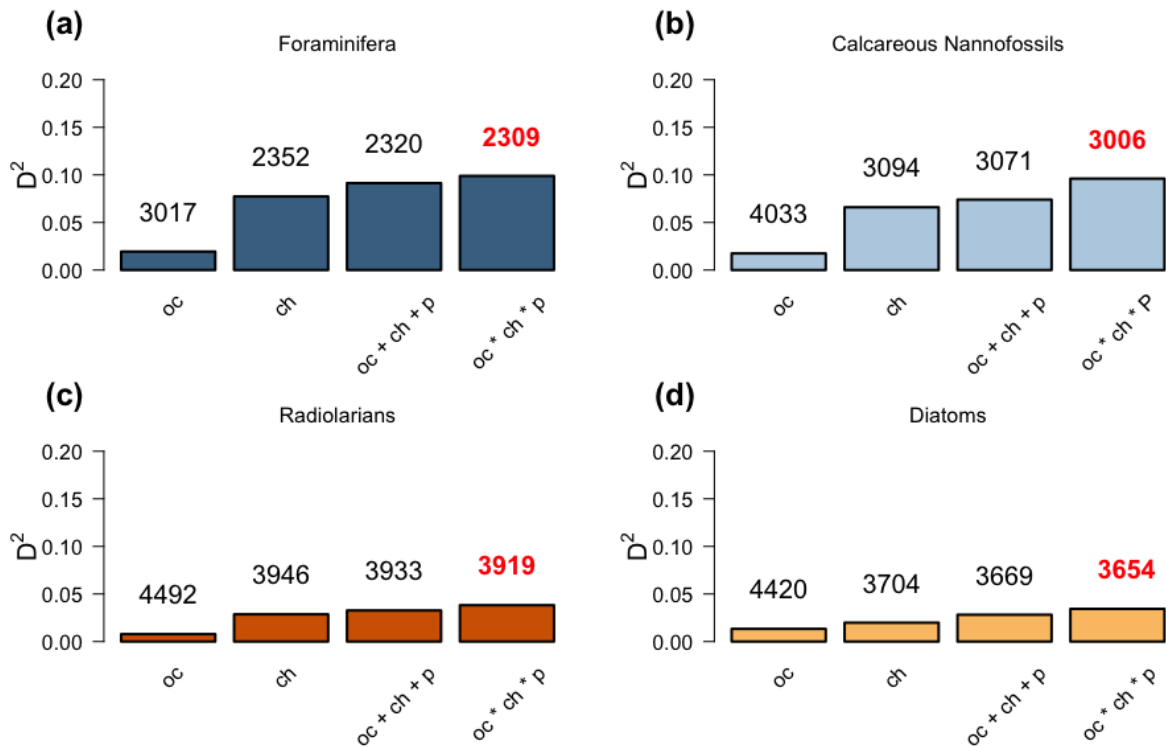 (a)
Foraminifera
D²
0.20
0.15
0.10
0.05
0.00
3017
2352
2320
2309
oc
ch
oc + ch + p
oc * ch * p
(b)
Calcareous Nannofossils
D²
0.20
0.15
0.10
0.05
0.00
4033
3094
3071
3006
oc
ch
oc + ch + p
oc * ch * P
(c)
Radiolarians
D²
0.20
0.15
0.10
0.05
0.00
4492
3946
3933
3919
oc
ch
oc + ch + p
oc * ch * p
(d)
Diatoms
D²
0.20
0.15
0.10
0.05
0.00
4420
3704
3669
3654
oc
ch
oc + ch + p
oc * ch * p